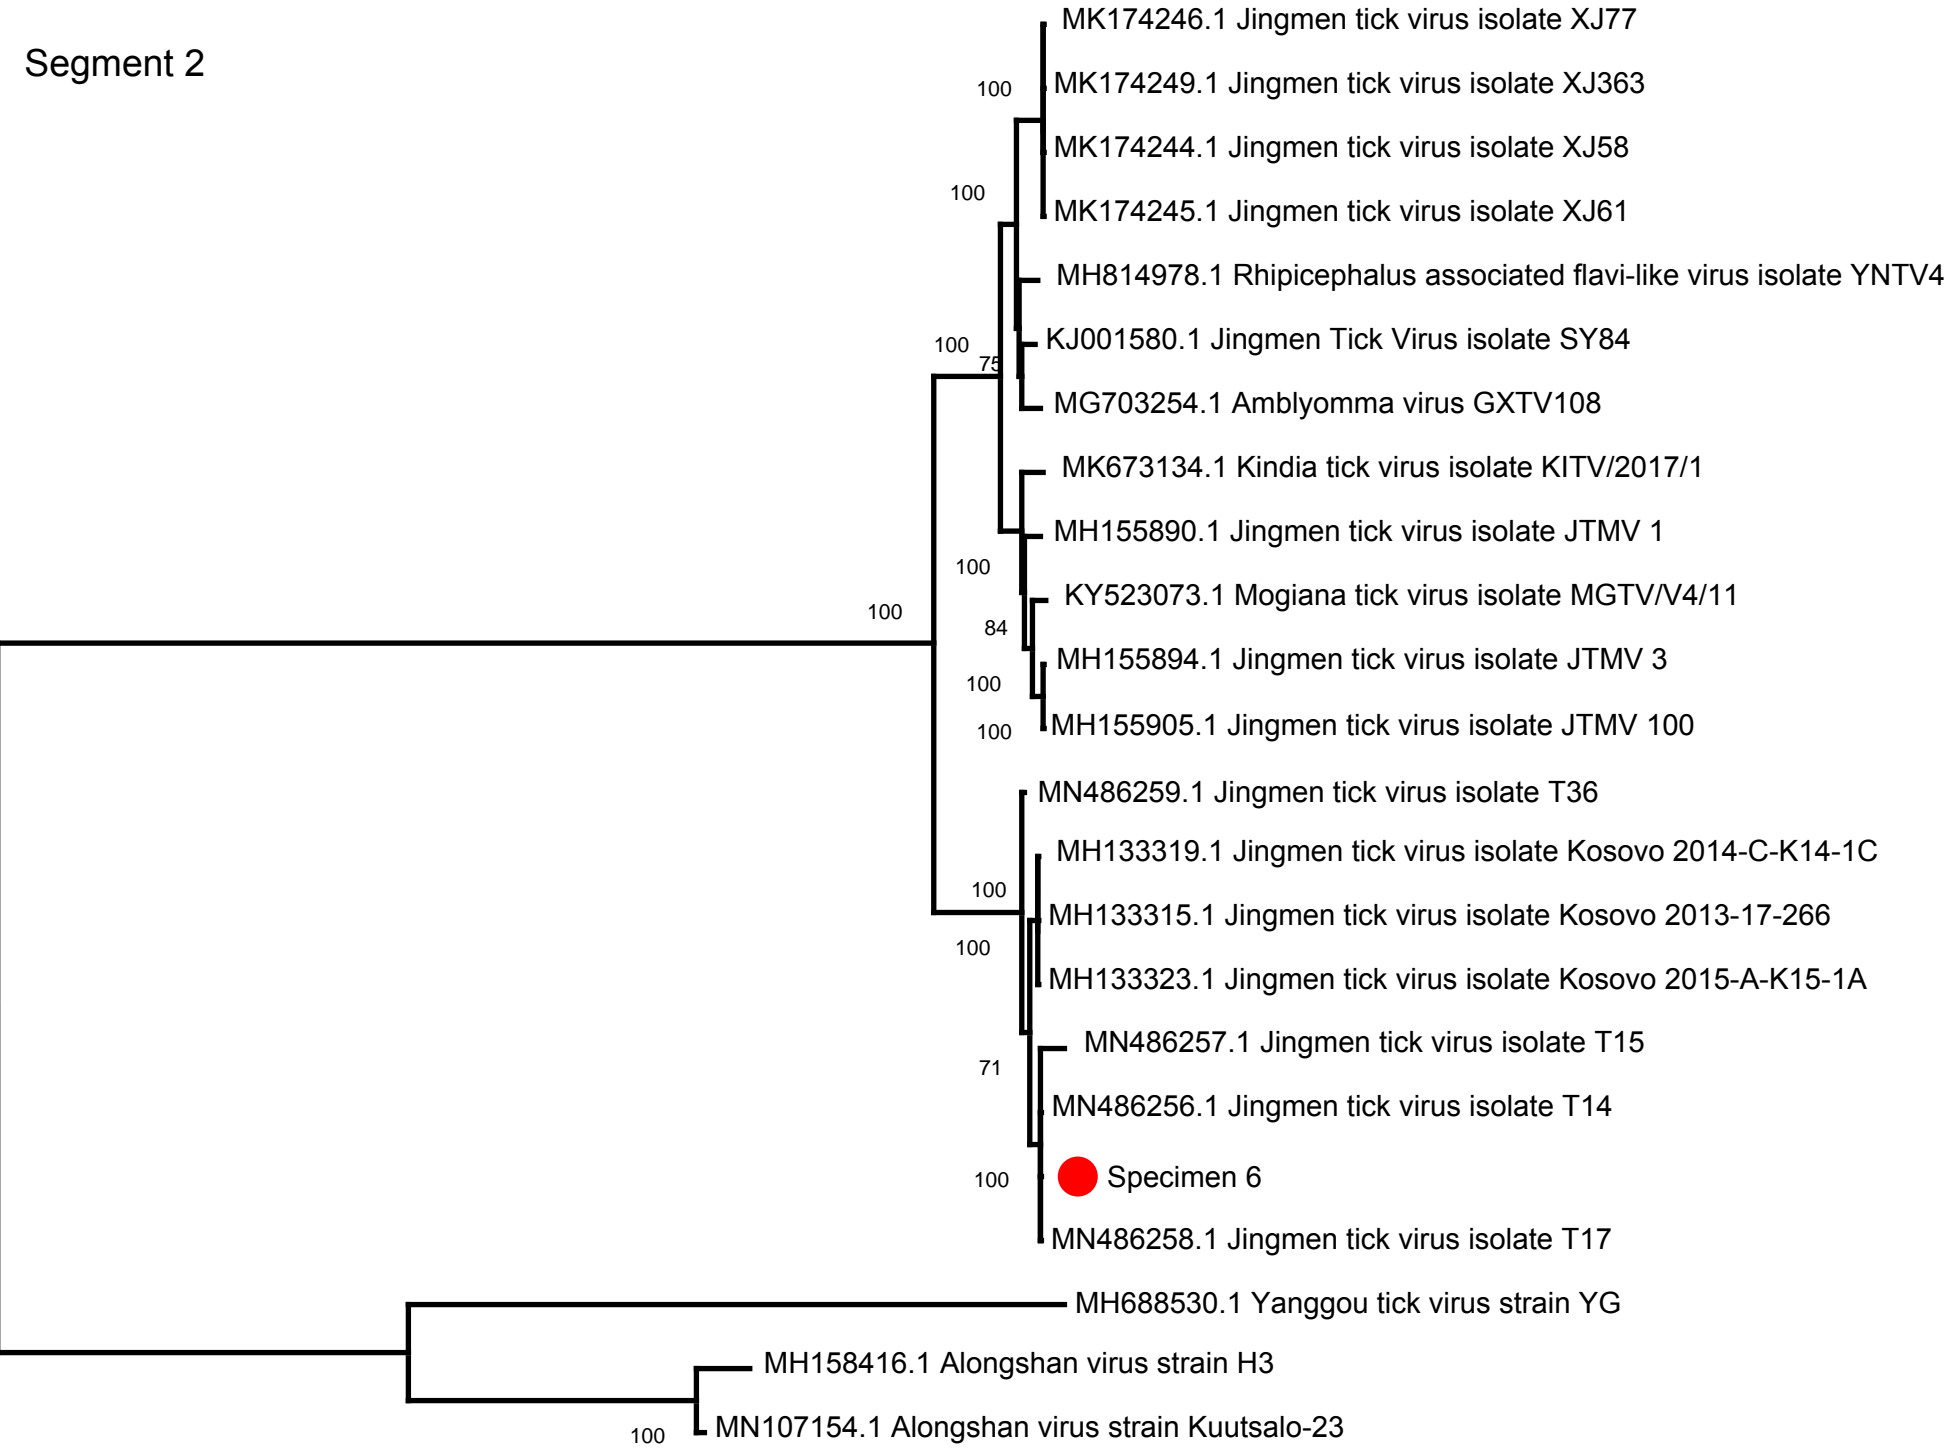 MK174246.1 Jingmen tick virus isolate XJ77
Segment 2
MK174249.1 Jingmen tick virus isolate XJ363
100
MK174244.1 Jingmen tick virus isolate XJ58
100
MK174245.1 Jingmen tick virus isolate XJ61
MH814978.1 Rhipicephalus associated flavi-like virus isolate YNTV4
100
KJ001580.1 Jingmen Tick Virus isolate SY84
75
MG703254.1 Amblyomma virus GXTV108
MK673134.1 Kindia tick virus isolate KITV/2017/1
MH155890.1 Jingmen tick virus isolate JTMV 1
100
KY523073.1 Mogiana tick virus isolate MGTV/V4/11
100
84
MH155894.1 Jingmen tick virus isolate JTMV 3
100
MH155905.1 Jingmen tick virus isolate JTMV 100
100
MN486259.1 Jingmen tick virus isolate T36
MH133319.1 Jingmen tick virus isolate Kosovo 2014-C-K14-1C
100
MH133315.1 Jingmen tick virus isolate Kosovo 2013-17-266
100
MH133323.1 Jingmen tick virus isolate Kosovo 2015-A-K15-1A
MN486257.1 Jingmen tick virus isolate T15
71
MN486256.1 Jingmen tick virus isolate T14
100
Specimen 6
MN486258.1 Jingmen tick virus isolate T17
MH688530.1 Yanggou tick virus strain YG
MH158416.1 Alongshan virus strain H3
MN107154.1 Alongshan virus strain Kuutsalo-23
100